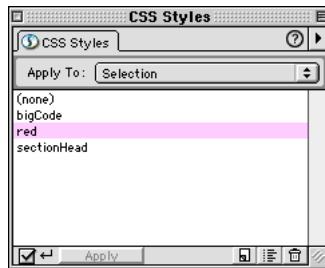 CSS Styles
CSS Styles ?
Apply To: Selection
(none)
bigCode
red
sectionHead
Apply